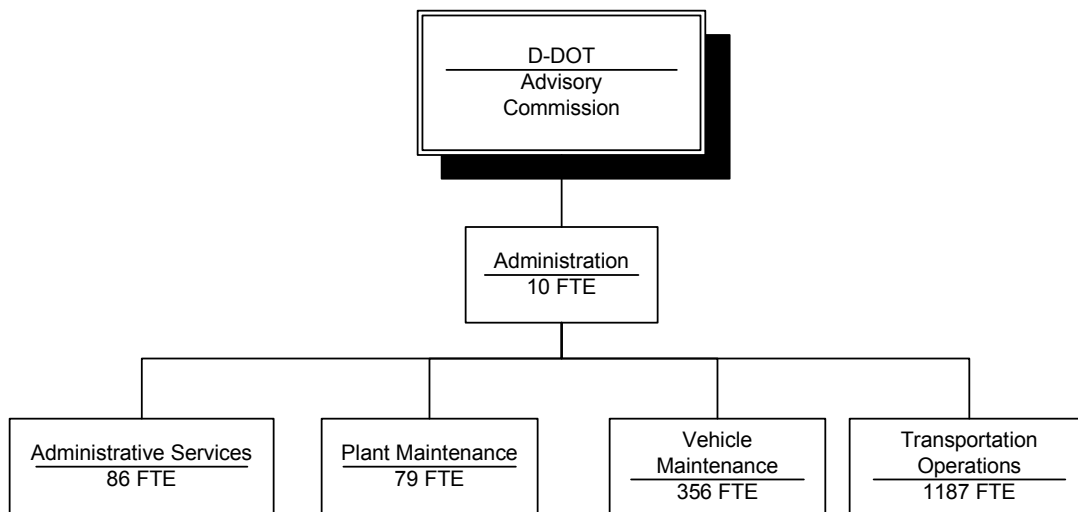 D-DOT
Advisory
Commission
Administration
10 FTE
Administrative Services
86 FTE
Plant Maintenance
79 FTE
Vehicle
Maintenance
356 FTE
Transportation
Operations
1187 FTE